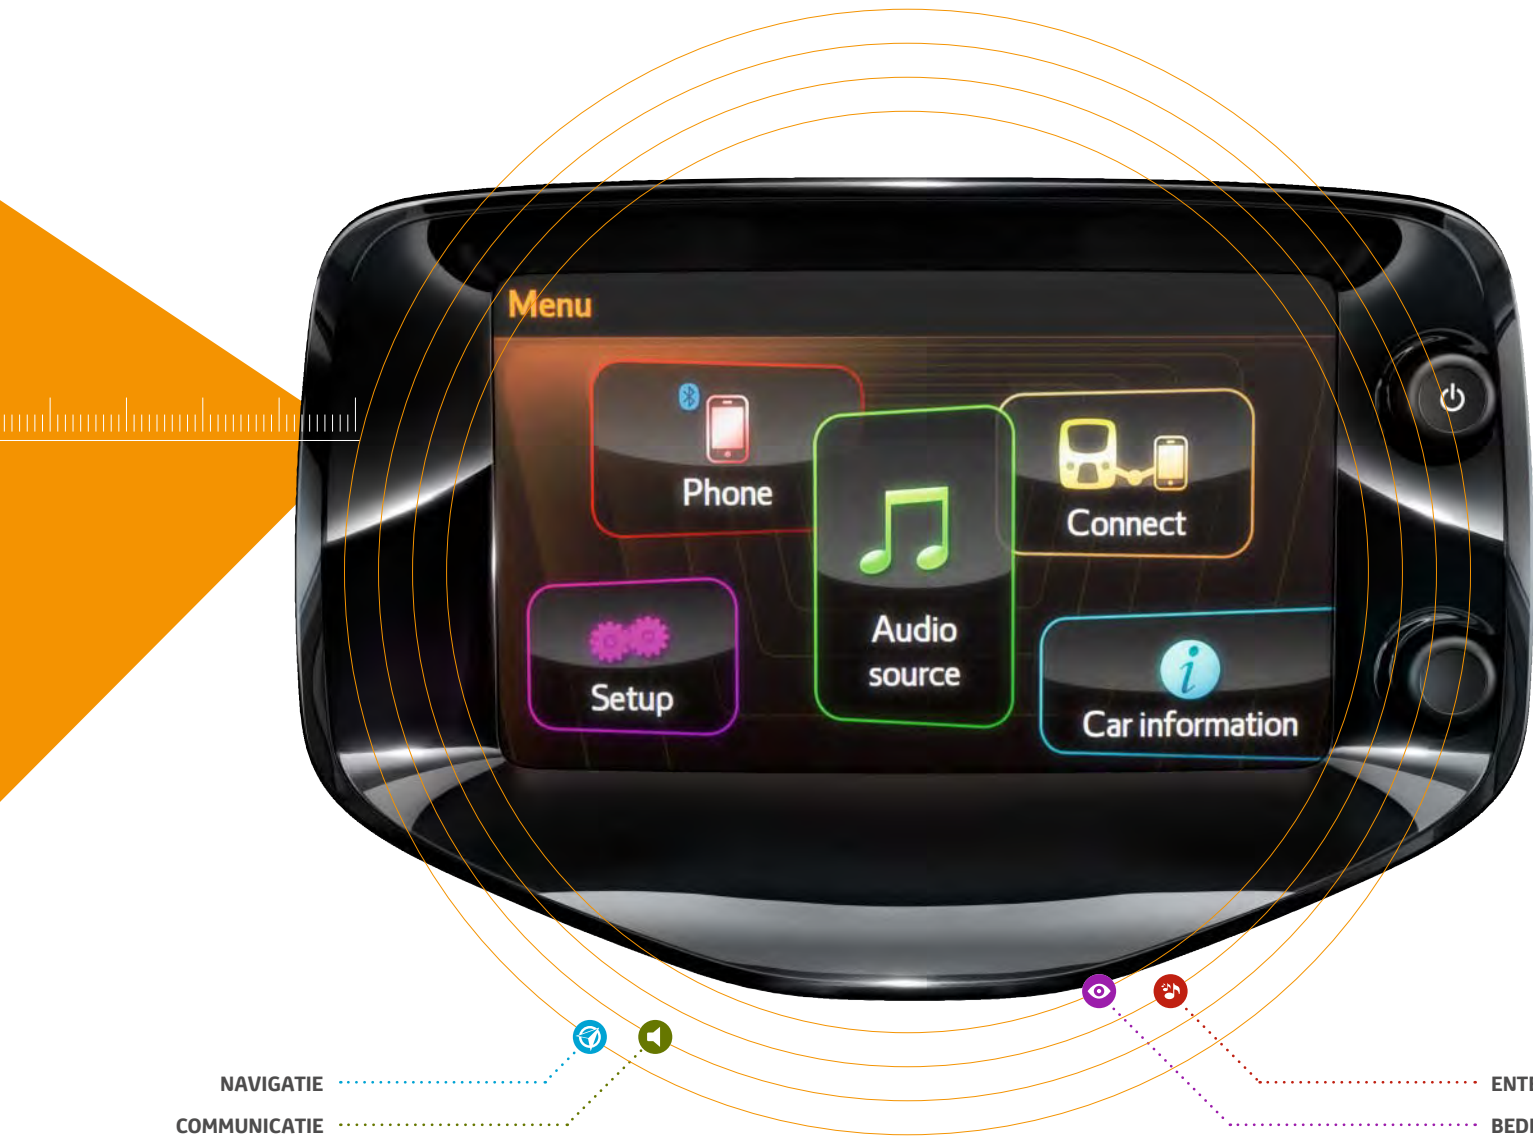 Menu
Phone
Connect
Audio
source
Setup
Car information
NAVIGATIE
COMMUNICATIE